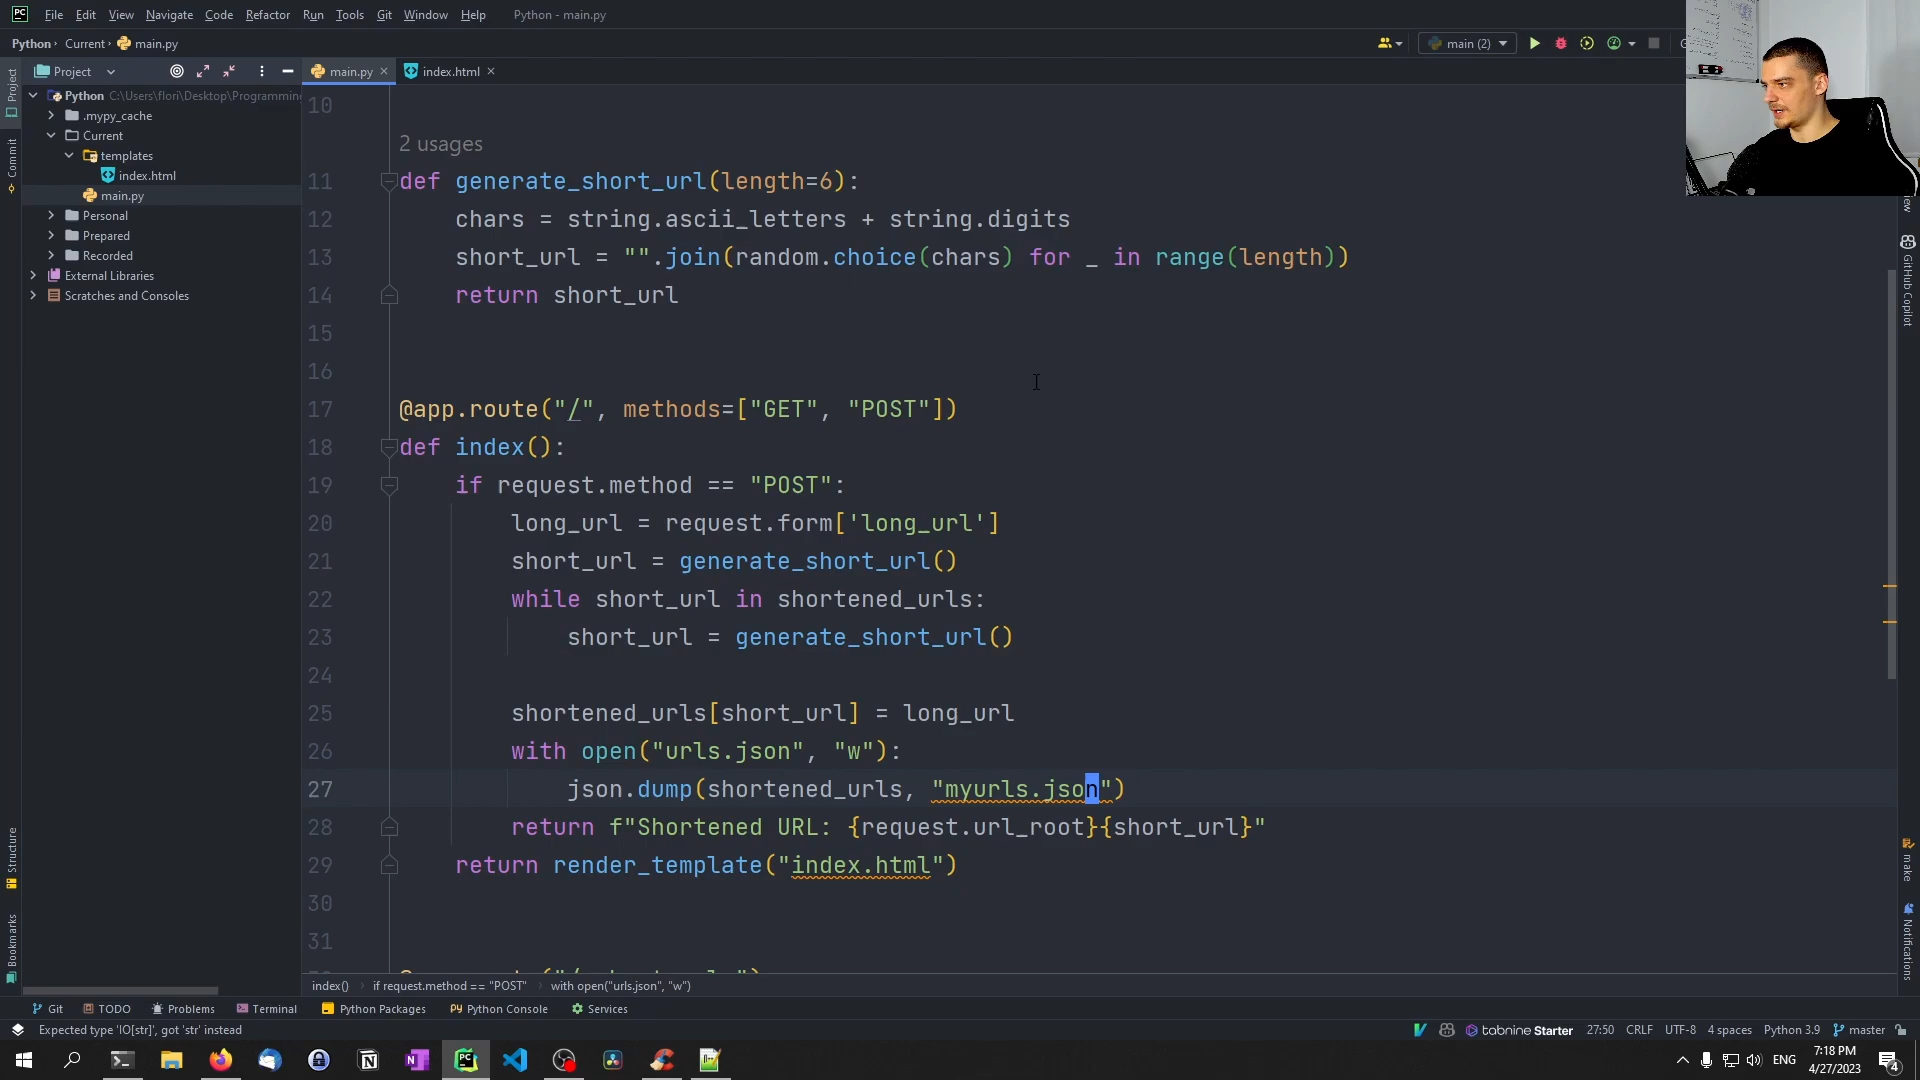 PC File Edit View Navigate Code Refactor Run Tools Git Window Help Python - main.py
Python › Current › main.py
main (2)
Project
main.py
index.html
Project
Commit
Structure
Bookmarks
Python C:\Users\flori\Desktop\Programming
.mypy_cache
Current
templates
index.html
main.py
Personal
Prepared
Recorded
External Libraries
Scratches and Consoles
10
2 usages
11 def generate_short_url(length=6):
12 chars = string.ascii_letters + string.digits
13 short_url = "".join(random.choice(chars) for _ in range(length))
14 return short_url
15
16
17 @app.route("/", methods=["GET", "POST"])
18 def index():
19 if request.method == "POST":
20 long_url = request.form['long_url']
21 short_url = generate_short_url()
22 while short_url in shortened_urls:
23 short_url = generate_short_url()
24
25 shortened_urls[short_url] = long_url
26 with open("urls.json", "w"):
27 json.dump(shortened_urls, "myurls.json")
28 return f"Shortened URL: {request.url_root}{short_url}"
29 return render_template("index.html")
30
31
GitHub Copilot
make
Notifications
index() › if request.method == "POST" › with open("urls.json", "w")
Git TODO Problems Terminal Python Packages Python Console Services
Expected type 'IO[str]', got 'str' instead
tabnine Starter 27:50 CRLF UTF-8 4 spaces Python 3.9 master
ENG
7:18 PM
4/27/2023
4